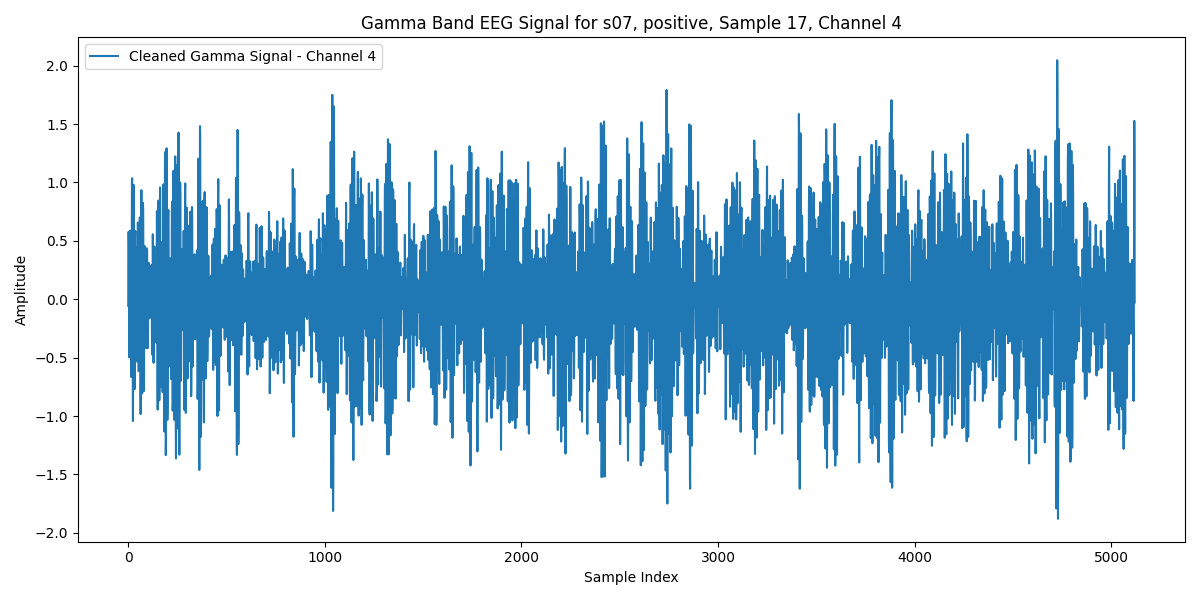 Gamma Band EEG Signal for s07, positive, Sample 17, Channel 4
Cleaned Gamma Signal - Channel 4
2.0
1.5
1.0
0.5
0.0
−0.5
−1.0
−1.5
−2.0
Amplitude
0 1000 2000 3000 4000 5000
Sample Index